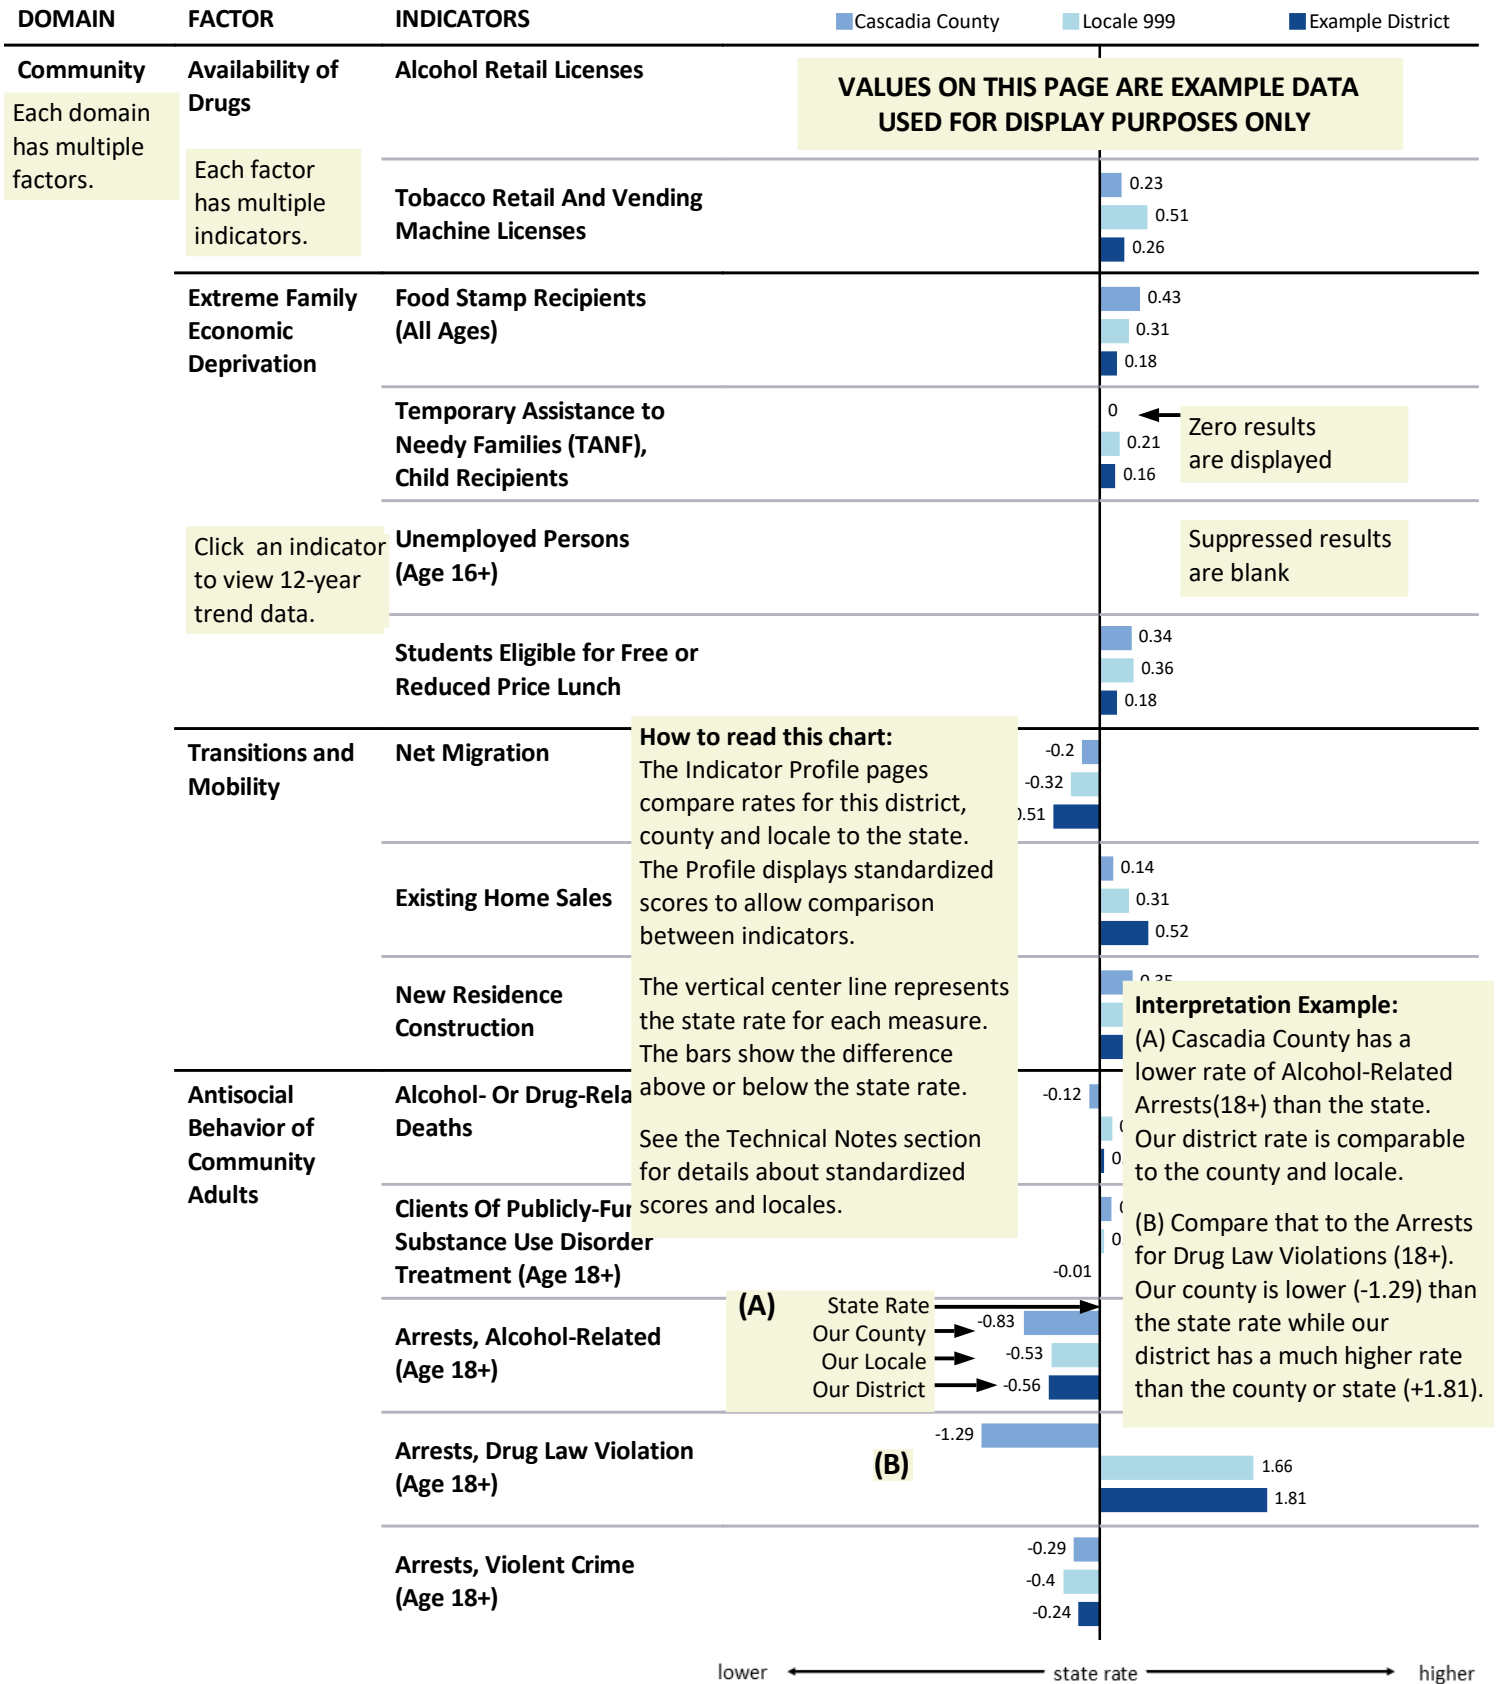 DOMAIN FACTOR INDICATORS Cascadia County Locale 999 Example District
Community
Each domain
has multiple
factors.
Availability of
Drugs
Each factor
has multiple
indicators.
Alcohol Retail Licenses
VALUES ON THIS PAGE ARE EXAMPLE DATA
USED FOR DISPLAY PURPOSES ONLY
Tobacco Retail And Vending
Machine Licenses
0.23
0.51
0.26
Extreme Family
Economic
Deprivation
Food Stamp Recipients
(All Ages)
0.43
0.31
0.18
Temporary Assistance to
Needy Families (TANF),
Child Recipients
0
0.21
0.16
Zero results
are displayed
Click an indicator
to view 12-year
trend data.
Unemployed Persons
(Age 16+)
Suppressed results
are blank
Students Eligible for Free or
Reduced Price Lunch
0.34
0.36
0.18
Transitions and
Mobility
Net Migration
-0.2
-0.32
.51
How to read this chart:
The Indicator Profile pages
compare rates for this district,
county and locale to the state.
The Profile displays standardized
scores to allow comparison
between indicators.
The vertical center line represents
the state rate for each measure.
The bars show the difference
above or below the state rate.
See the Technical Notes section
for details about standardized
scores and locales.
Existing Home Sales
0.14
0.31
0.52
New Residence
Construction
Interpretation Example:
(A) Cascadia County has a
lower rate of Alcohol-Related
Arrests(18+) than the state.
Our district rate is comparable
to the county and locale.
(B) Compare that to the Arrests
for Drug Law Violations (18+).
Our county is lower (-1.29) than
the state rate while our
district has a much higher rate
than the county or state (+1.81).
Antisocial
Behavior of
Community
Adults
Alcohol- Or Drug-Rela
Deaths
-0.12
0.
Clients Of Publicly-Fu
Substance Use Disorder
Treatment (Age 18+)
0.
-0.01
Arrests, Alcohol-Related
(Age 18+)
(A) State Rate
Our County -0.83
Our Locale -0.53
Our District -0.56
Arrests, Drug Law Violation
(Age 18+)
(B)
-1.29
1.66
1.81
Arrests, Violent Crime
(Age 18+)
-0.29
-0.4
-0.24
lower state rate higher